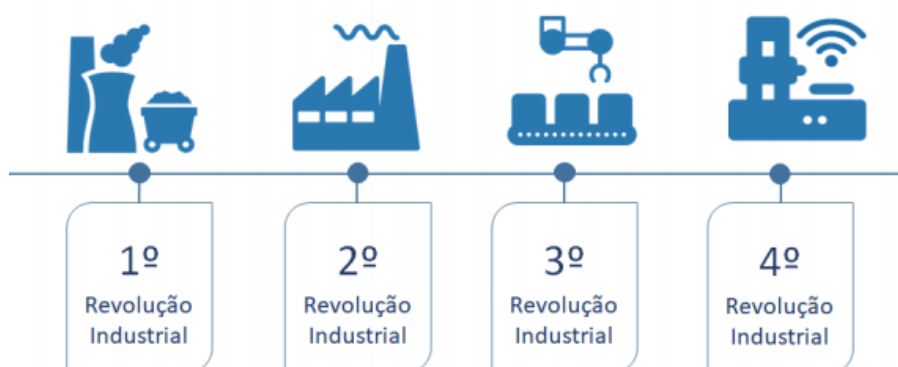 1º
Revolução
Industrial
2º
Revolução
Industrial
3º
Revolução
Industrial
4º
Revolução
Industrial